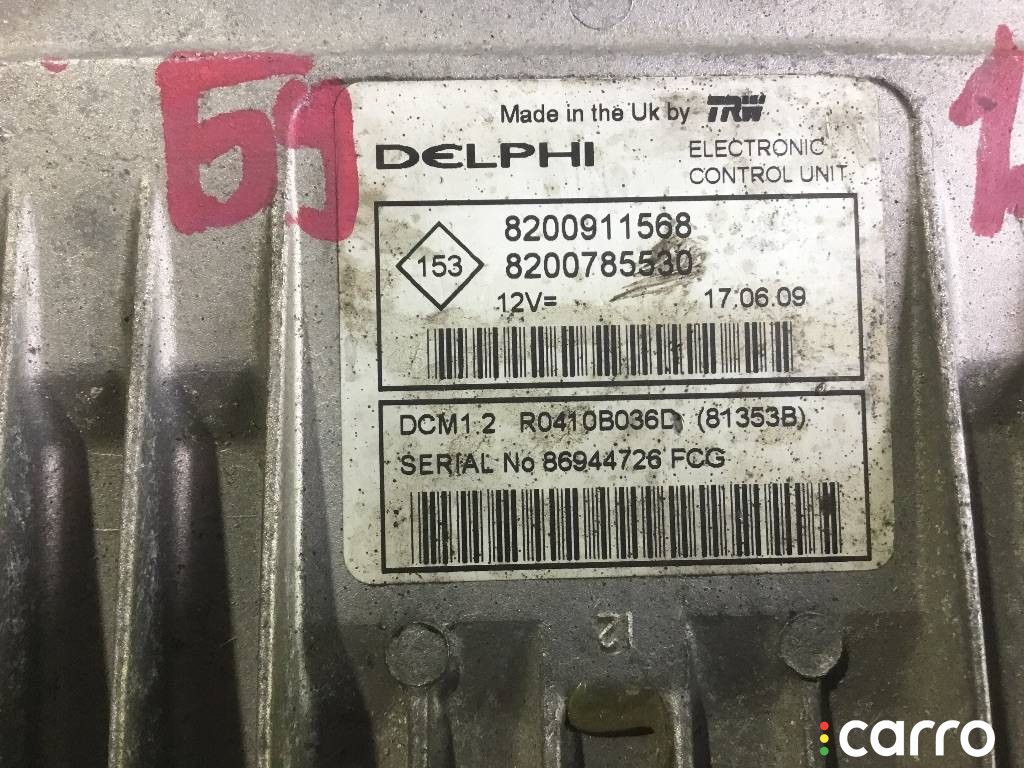 Made in the Uk by TRW
DELPHI ELECTRONIC
CONTROL UNIT
8200911568
153
8200785530
12V= 17.06.09
DCM1.2 R0410B036D (81353B)
SERIAL No 86944726 FCG
12
carro